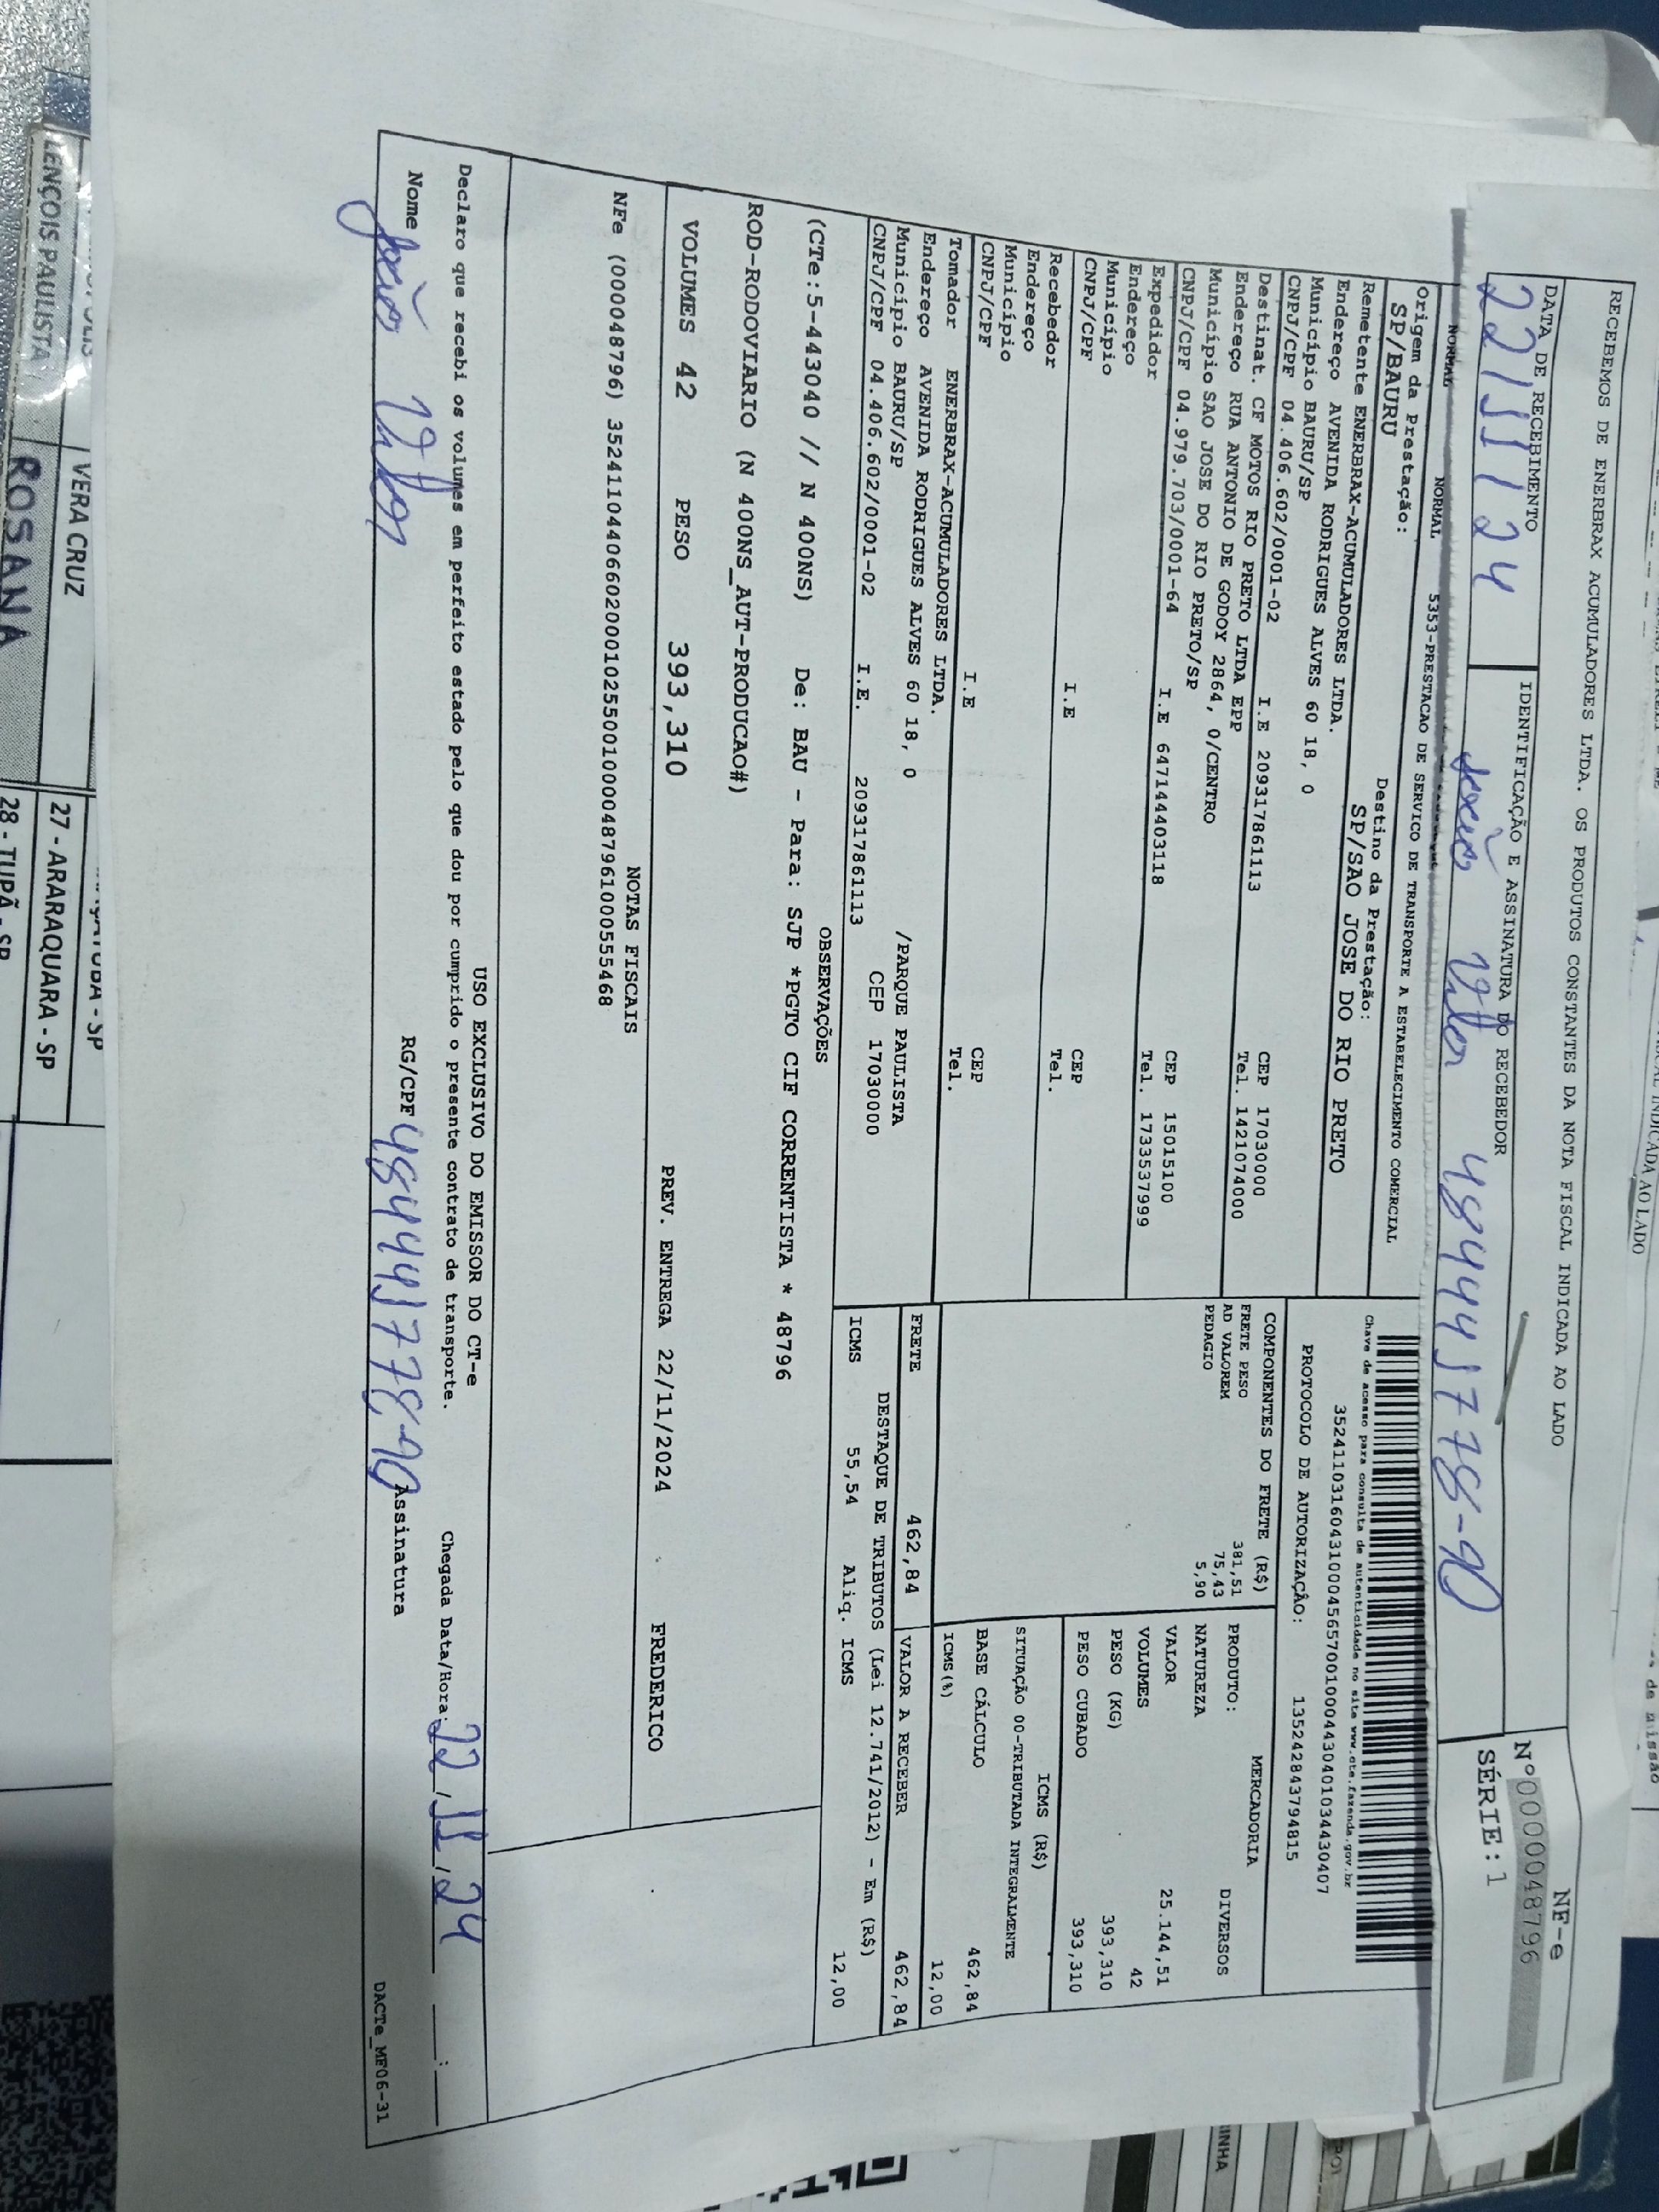 RECEBEMOS DE ENERBRAX ACUMULADORES LTDA. OS PRODUTOS CONSTANTES DA NOTA FISCAL INDICADA AO LADO
NF-e
Nº000048796
SÉRIE:1
DATA DE RECEBIMENTO
22/11/24
IDENTIFICAÇÃO E ASSINATURA DO RECEBEDOR
João Vitor 484441778-90
NORMAL NORMAL 5353-PRESTACAO DE SERVICO DE TRANSPORTE A ESTABELECIMENTO COMERCIAL
Origem da Prestação: Destino da Prestação:
SP/BAURU SP/SAO JOSE DO RIO PRETO
Chave de acesso para consulta de autenticidade no site www.cte.fazenda.gov.br
PROTOCOLO DE AUTORIZAÇÃO: 135242843794815
Remetente ENERBRAX-ACUMULADORES LTDA.
Endereço AVENIDA RODRIGUES ALVES 60 18, 0
Município BAURU/SP CEP 17030000
CNPJ/CPF 04.406.602/0001-02 I.E 209317861113 Tel. 1421074000
Destinat. CF MOTOS RIO PRETO LTDA EPP
Endereço RUA ANTONIO DE GODOY 2864, 0/CENTRO
Município SAO JOSE DO RIO PRETO/SP CEP 15015100
CNPJ/CPF 04.979.703/0001-64 I.E 647144403118 Tel. 1733537999
Expedidor
Endereço
Município CEP
CNPJ/CPF I.E Tel.
Recebedor
Endereço
Município CEP
CNPJ/CPF I.E Tel.
Tomador ENERBRAX-ACUMULADORES LTDA.
Endereço AVENIDA RODRIGUES ALVES 60 18, 0 /PARQUE PAULISTA
Município BAURU/SP CEP 17030000
CNPJ/CPF 04.406.602/0001-02 I.E. 209317861113
COMPONENTES DO FRETE (R$)
FRETE PESO 381,51
AD VALOREM 75,43
PEDAGIO 5,90
MERCADORIA
PRODUTO: DIVERSOS
NATUREZA
VALOR 25.144,51
VOLUMES 42
PESO (KG) 393,310
PESO CUBADO 393,310
ICMS (R$)
SITUAÇÃO 00-TRIBUTADA INTEGRALMENTE
BASE CÁLCULO 462,84
ICMS(%) 12,00
FRETE 462,84 VALOR A RECEBER 462,84
DESTAQUE DE TRIBUTOS (Lei 12.741/2012) - Em (R$)
ICMS 55,54 Aliq. ICMS 12,00
OBSERVAÇÕES
(CTe:5-443040 // N 400NS) De: BAU - Para: SJP *PGTO CIF CORRENTISTA * 48796
ROD-RODOVIARIO (N 400NS_AUT-PRODUCAO#)
VOLUMES 42 PESO 393,310 PREV. ENTREGA 22/11/2024 FREDERICO
NOTAS FISCAIS
NFe (000048796) 35241104406602000102550010000487961000555468
USO EXCLUSIVO DO EMISSOR DO CT-e
Declaro que recebi os volumes em perfeito estado pelo que dou por cumprido o presente contrato de transporte. Chegada Data/Hora: 22/11/24 __:__
Nome João Vitor RG/CPF 484441778-90 Assinatura
DACTe_MF06-31
LENÇOIS PAULISTA
VERA CRUZ
ROSANA
27 - ARARAQUARA - SP
28 - TUPÃ - SP